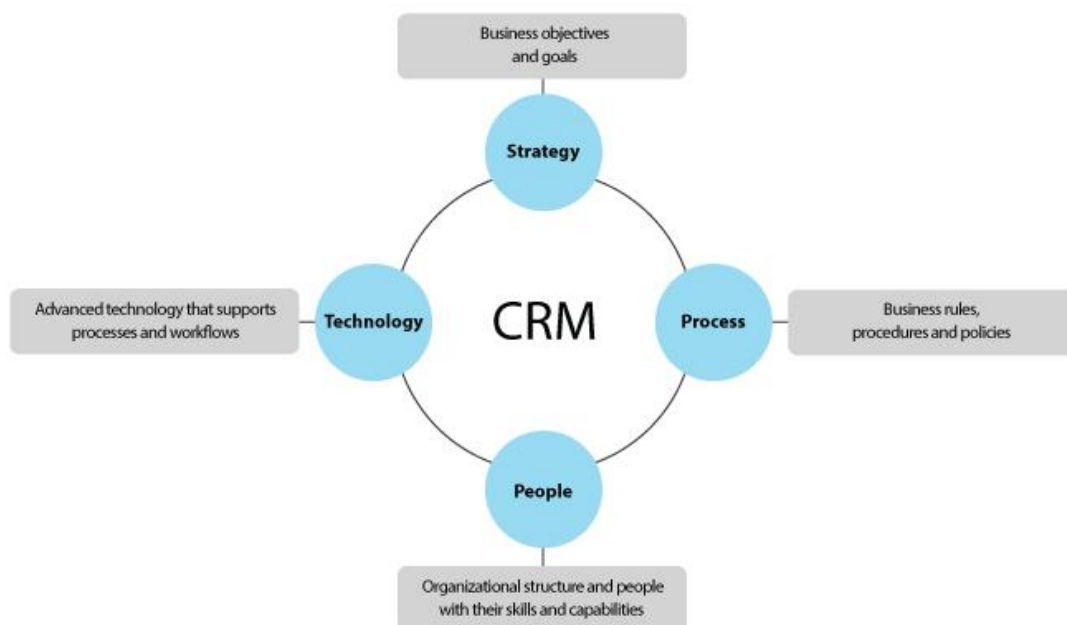 Business objectives
and goals
Strategy
Advanced technology that supports
processes and workflows
Technology
CRM
Process
Business rules,
procedures and policies
People
Organizational structure and people
with their skills and capabilities